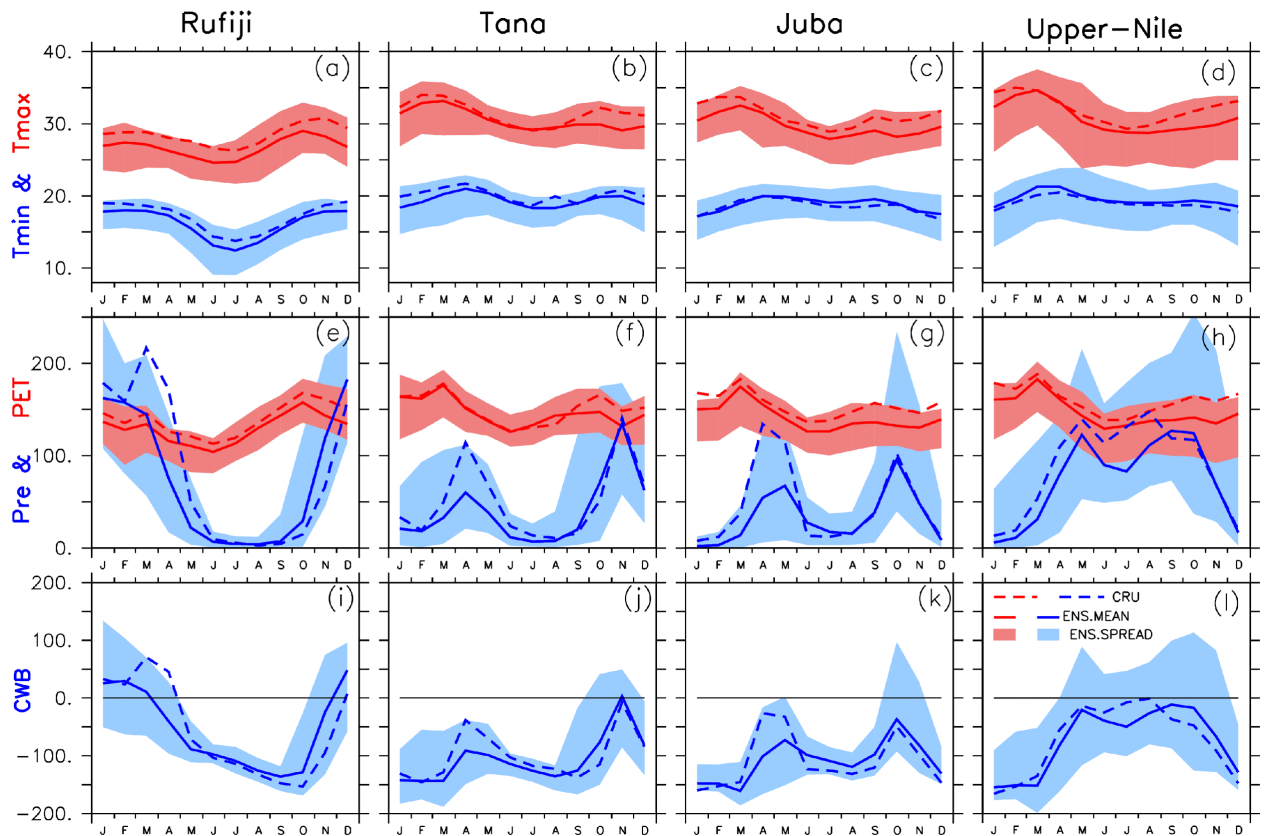 Rufiji Tana Juba Upper-Nile
Tmin & Tmax
40.
30.
20.
10.
(a) (b) (c) (d)
J F M A M J J A S O N D J F M A M J J A S O N D J F M A M J J A S O N D J F M A M J J A S O N D
Pre & PET
200.
100.
0.
(e) (f) (g) (h)
J F M A M J J A S O N D J F M A M J J A S O N D J F M A M J J A S O N D J F M A M J J A S O N D
CWB
200.
100.
0.
-100.
-200.
(i) (j) (k) (l)
CRU
ENS.MEAN
ENS.SPREAD
J F M A M J J A S O N D J F M A M J J A S O N D J F M A M J J A S O N D J F M A M J J A S O N D